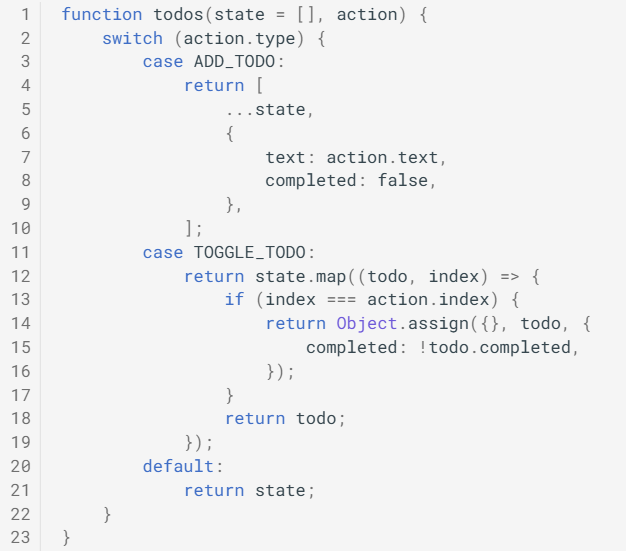 1 function todos(state = [], action) {
2     switch (action.type) {
3         case ADD_TODO:
4             return [
5                 ...state,
6                 {
7                     text: action.text,
8                     completed: false,
9                 },
10             ];
11         case TOGGLE_TODO:
12             return state.map((todo, index) => {
13                 if (index === action.index) {
14                     return Object.assign({}, todo, {
15                         completed: !todo.completed,
16                     });
17                 }
18                 return todo;
19             });
20         default:
21             return state;
22     }
23 }